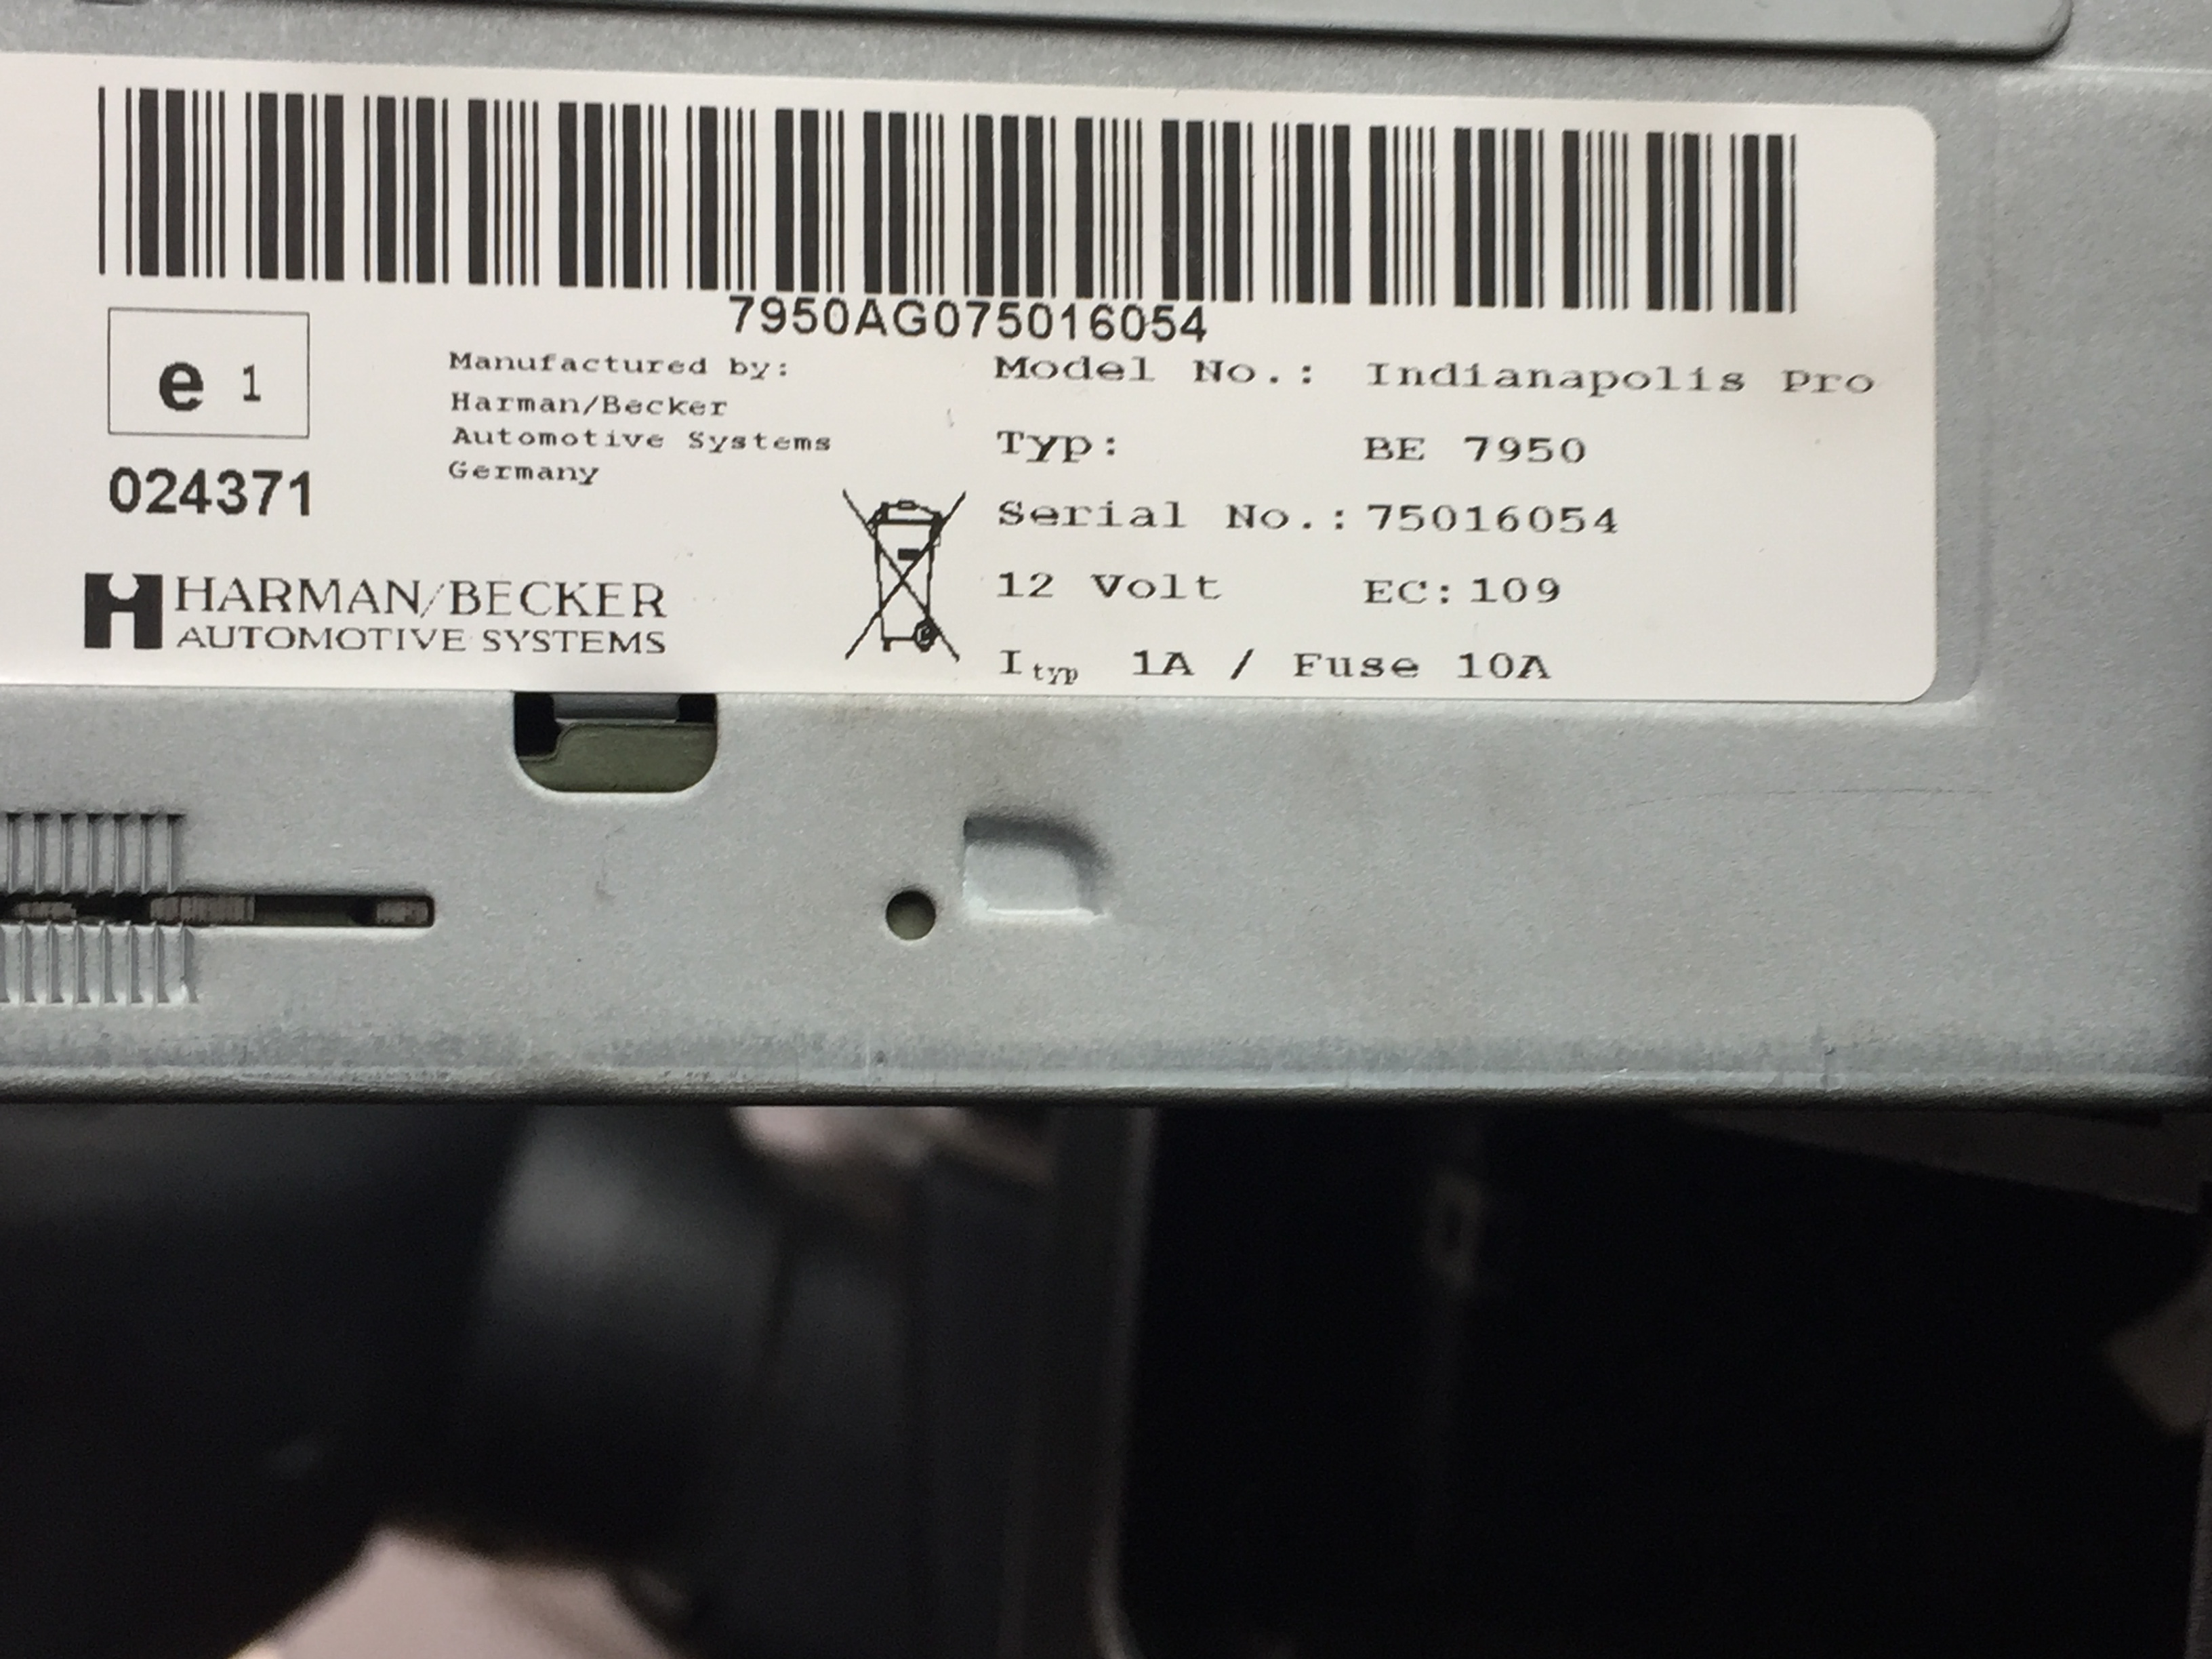 7950AG075016054
e 1
024371
Manufactured by:
Harman/Becker
Automotive Systems
Germany
HARMAN/BECKER
AUTOMOTIVE SYSTEMS
Model No.: Indianapolis Pro
Typ: BE 7950
Serial No.: 75016054
12 Volt EC: 109
Ityp 1A / Fuse 10A